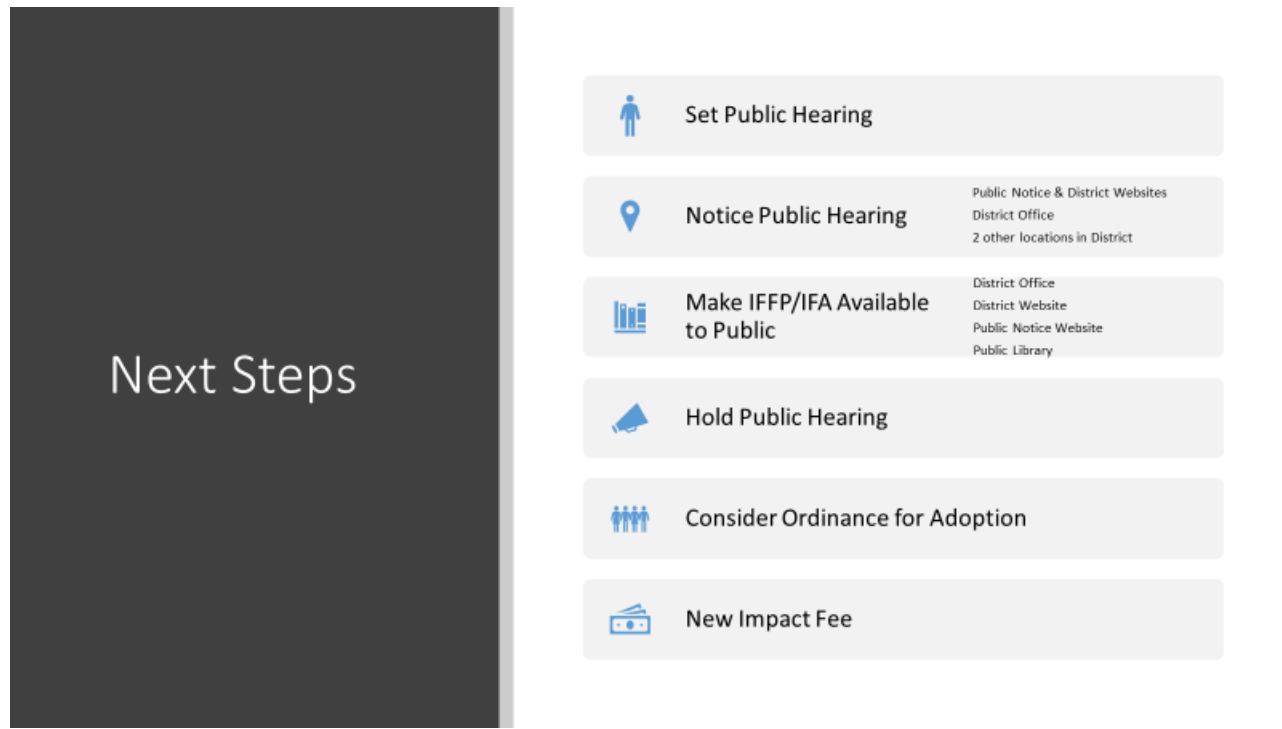 Next Steps
Set Public Hearing
Notice Public Hearing
Public Notice & District Websites
District Office
2 other locations in District
Make IFFP/IFA Available
to Public
District Office
District Website
Public Notice Website
Public Library
Hold Public Hearing
Consider Ordinance for Adoption
New Impact Fee